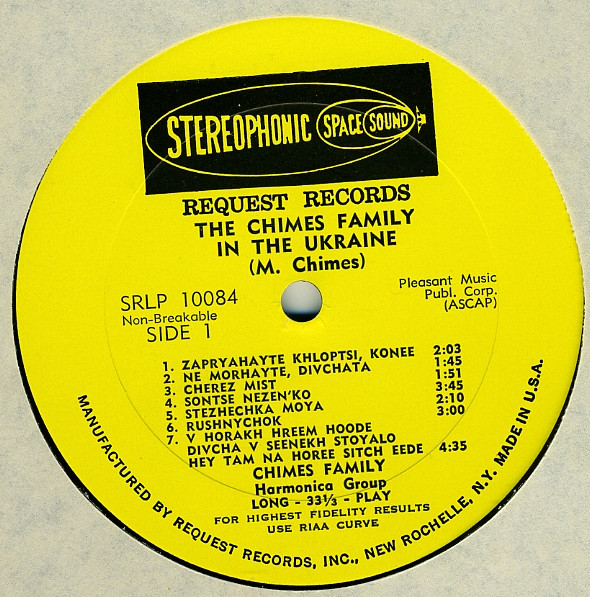 STEREOPHONIC SPACE SOUND
REQUEST RECORDS
THE CHIMES FAMILY
IN THE UKRAINE
(M. Chimes)
SRLP 10084
Non-Breakable
SIDE 1
Pleasant Music
Publ. Corp.
(ASCAP)
1. ZAPRYAHAYTE KHLOPTSI, KONEE 2:03
2. NE MORHAYTE, DIVCHATA 1:45
3. CHEREZ MIST 1:51
4. SONTSE NEZEN'KO 3:45
5. STEZHECHKA MOYA 2:10
6. RUSHNYCHOK 3:00
7. V HORAKH HREEM HOODE
DIVCHA V SEENEKH STOYALO
HEY TAM NA HOREE SITCH EEDE 4:35
CHIMES FAMILY
Harmonica Group
LONG - 33⅓ - PLAY
FOR HIGHEST FIDELITY RESULTS
USE RIAA CURVE
MANUFACTURED BY REQUEST RECORDS, INC., NEW ROCHELLE, N.Y. MADE IN U.S.A.